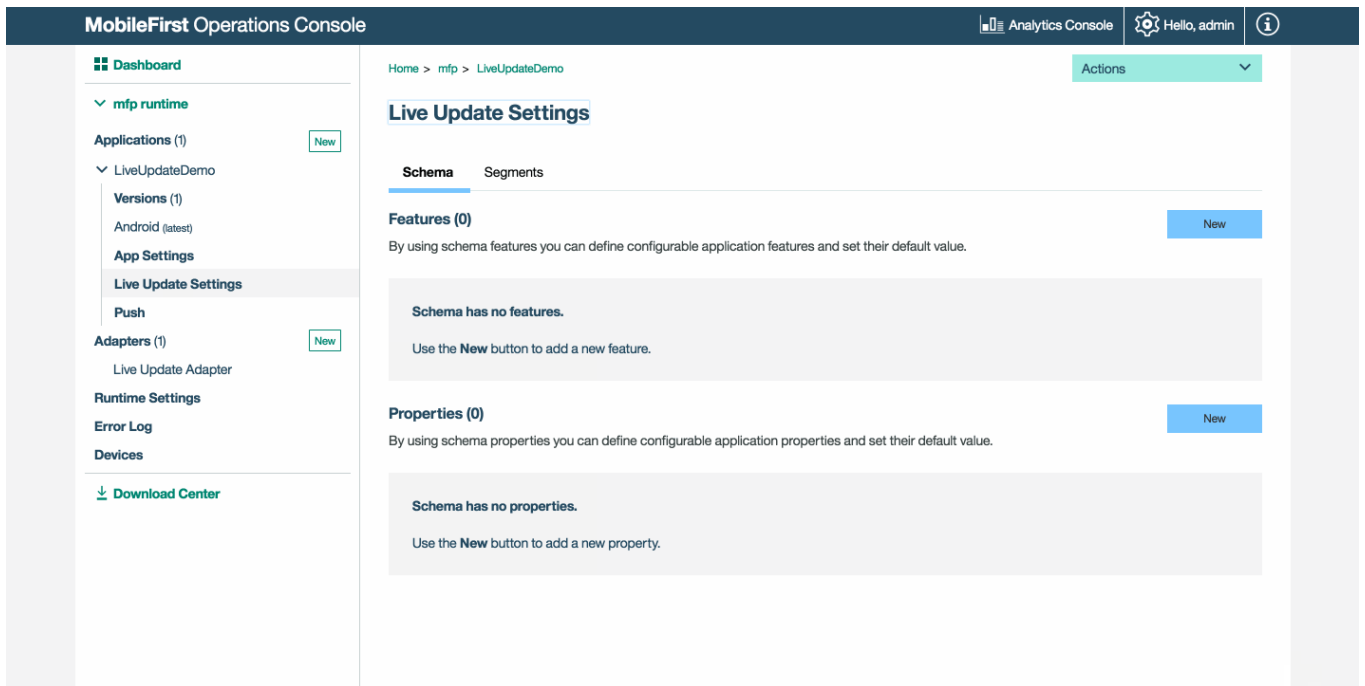 MobileFirst Operations Console
Analytics Console
Hello, admin
Dashboard
mfp runtime
Applications (1)
New
LiveUpdateDemo
Versions (1)
Android (latest)
App Settings
Live Update Settings
Push
Adapters (1)
New
Live Update Adapter
Runtime Settings
Error Log
Devices
Download Center
Home > mfp > LiveUpdateDemo
Actions
Live Update Settings
Schema
Segments
Features (0)
New
By using schema features you can define configurable application features and set their default value.
Schema has no features.
Use the New button to add a new feature.
Properties (0)
New
By using schema properties you can define configurable application properties and set their default value.
Schema has no properties.
Use the New button to add a new property.